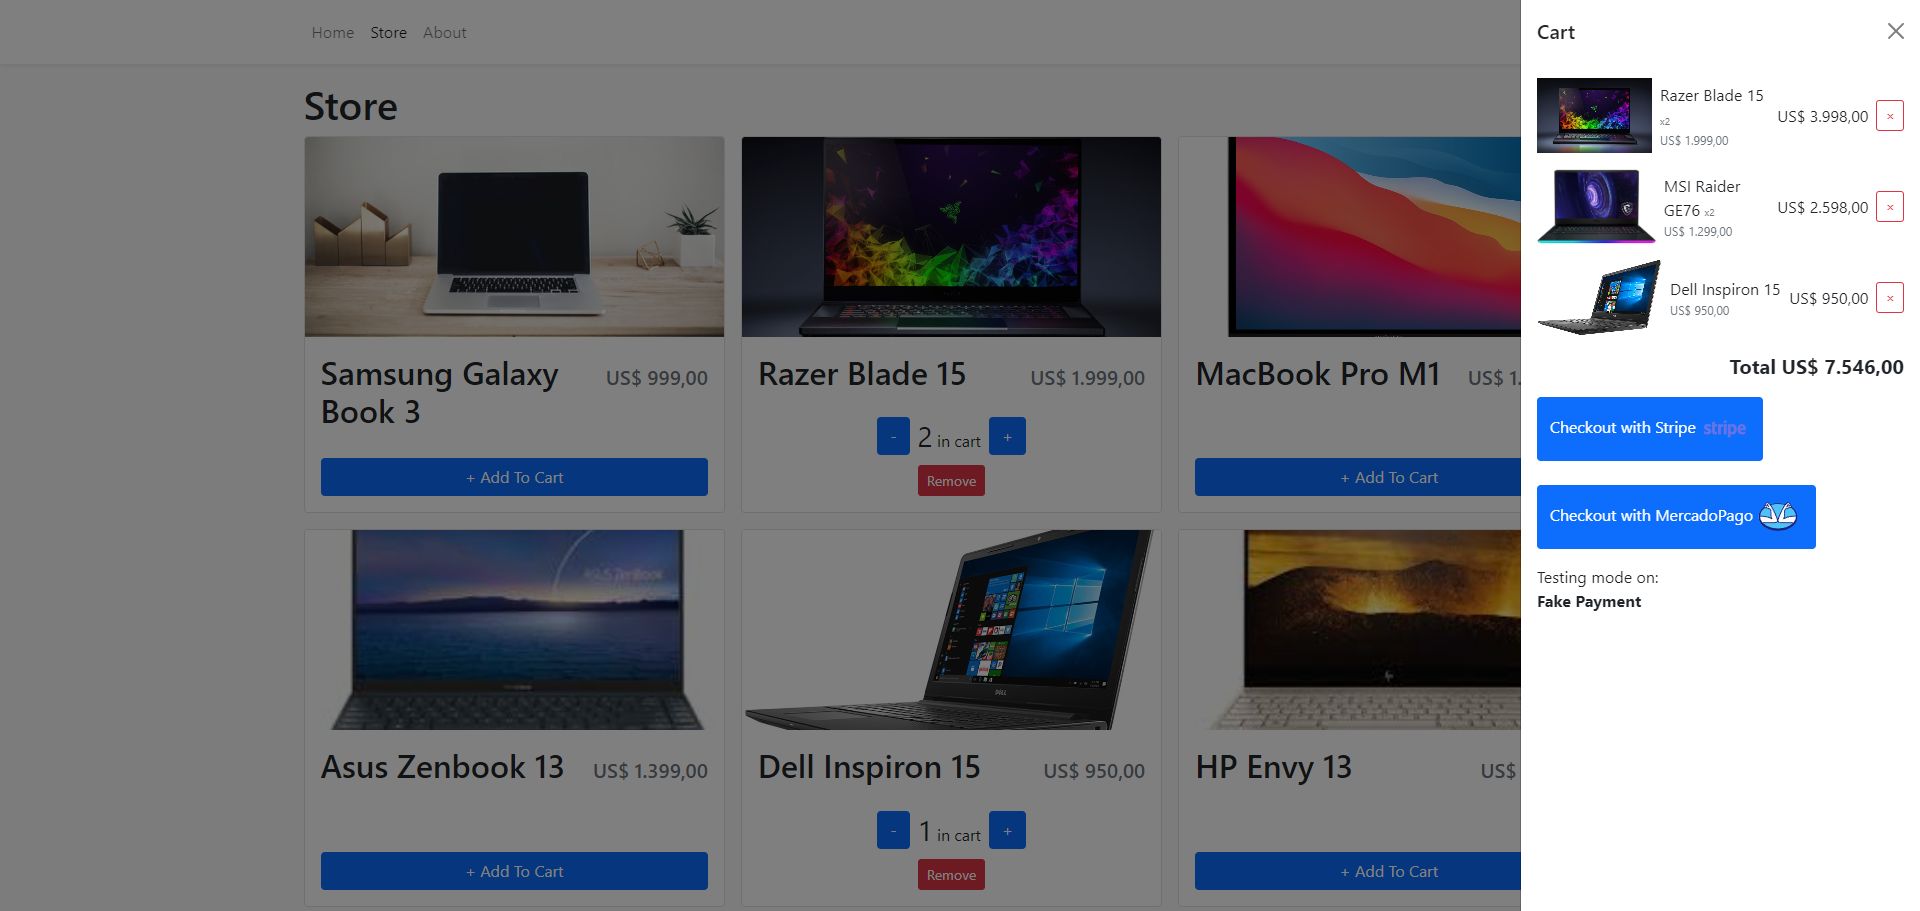 Home Store About
Store
Samsung Galaxy
Book 3
US$ 999,00
+ Add To Cart
Razer Blade 15
US$ 1.999,00
- 2 in cart +
Remove
MacBook Pro M1
US$ 1.
+ Add To Cart
Asus Zenbook 13
US$ 1.399,00
+ Add To Cart
DELL
Dell Inspiron 15
US$ 950,00
- 1 in cart +
Remove
HP Envy 13
US$
+ Add To Cart
Cart
Razer Blade 15
x2
US$ 1.999,00
US$ 3.998,00
×
MSI Raider
GE76 x2
US$ 1.299,00
US$ 2.598,00
×
Dell Inspiron 15
US$ 950,00
US$ 950,00
×
Total US$ 7.546,00
Checkout with Stripe stripe
Checkout with MercadoPago
Testing mode on:
Fake Payment